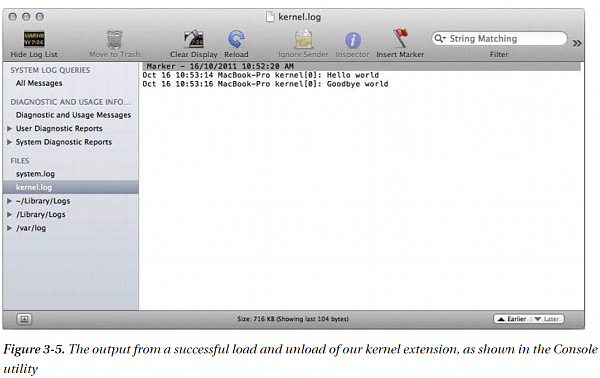 kernel.log
Hide Log List
Move to Trash
Clear Display
Reload
Ignore Sender
Inspector
Insert Marker
String Matching
Filter
SYSTEM LOG QUERIES
All Messages
DIAGNOSTIC AND USAGE INFO...
Diagnostic and Usage Messages
User Diagnostic Reports
System Diagnostic Reports
FILES
system.log
kernel.log
~/Library/Logs
/Library/Logs
/var/log
Marker - 16/10/2011 10:52:20 AM
Oct 16 10:53:14 MacBook-Pro kernel[0]: Hello world
Oct 16 10:53:16 MacBook-Pro kernel[0]: Goodbye world
Size: 716 KB (Showing last 104 bytes)
Earlier
Later
Figure 3-5. The output from a successful load and unload of our kernel extension, as shown in the Console
utility